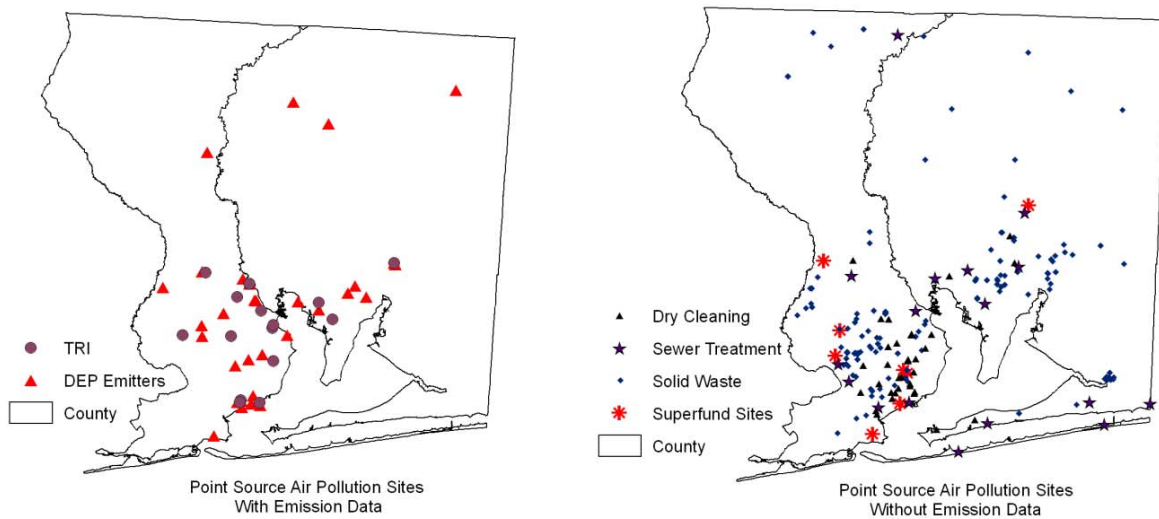 TRI
DEP Emitters
County
Point Source Air Pollution Sites
With Emission Data
Dry Cleaning
Sewer Treatment
Solid Waste
Superfund Sites
County
Point Source Air Pollution Sites
Without Emission Data